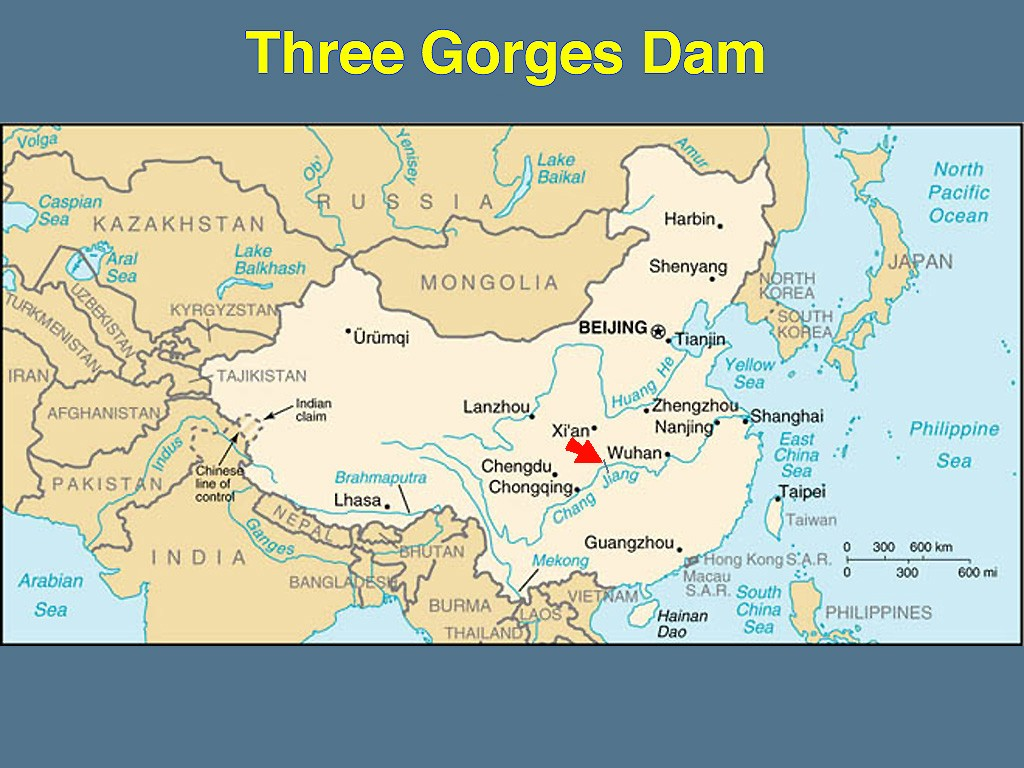 Three Gorges Dam
Volga
Ob'
Yenisey
Lake
Baikal
Amur
North
Pacific
Ocean
RUSSIA
Caspian
Sea
KAZAKHSTAN
Harbin
Aral
Sea
Lake
Balkhash
MONGOLIA
Shenyang
JAPAN
NORTH
KOREA
SOUTH
KOREA
TURKMENISTAN
UZBEKISTAN
KYRGYZSTAN
Ürümqi
BEIJING
Tianjin
IRAN
TAJIKISTAN
Yellow
Sea
Huang He
AFGHANISTAN
Indian
claim
Lanzhou
Zhengzhou
Shanghai
Xi'an
Nanjing
Philippine
Sea
Indus
Wuhan
East
China
Sea
Chinese
line of
control
PAKISTAN
Brahmaputra
Chengdu
Chongqing
Chang Jiang
Lhasa
Taipei
Taiwan
NEPAL
Ganges
INDIA
BHUTAN
Guangzhou
Hong Kong S.A.R.
Macau
S.A.R.
0 300 600 km
0 300 600 mi
Mekong
Arabian
Sea
BANGLADESH
BURMA
LAOS
VIETNAM
THAILAND
Hainan
Dao
South
China
Sea
PHILIPPINES